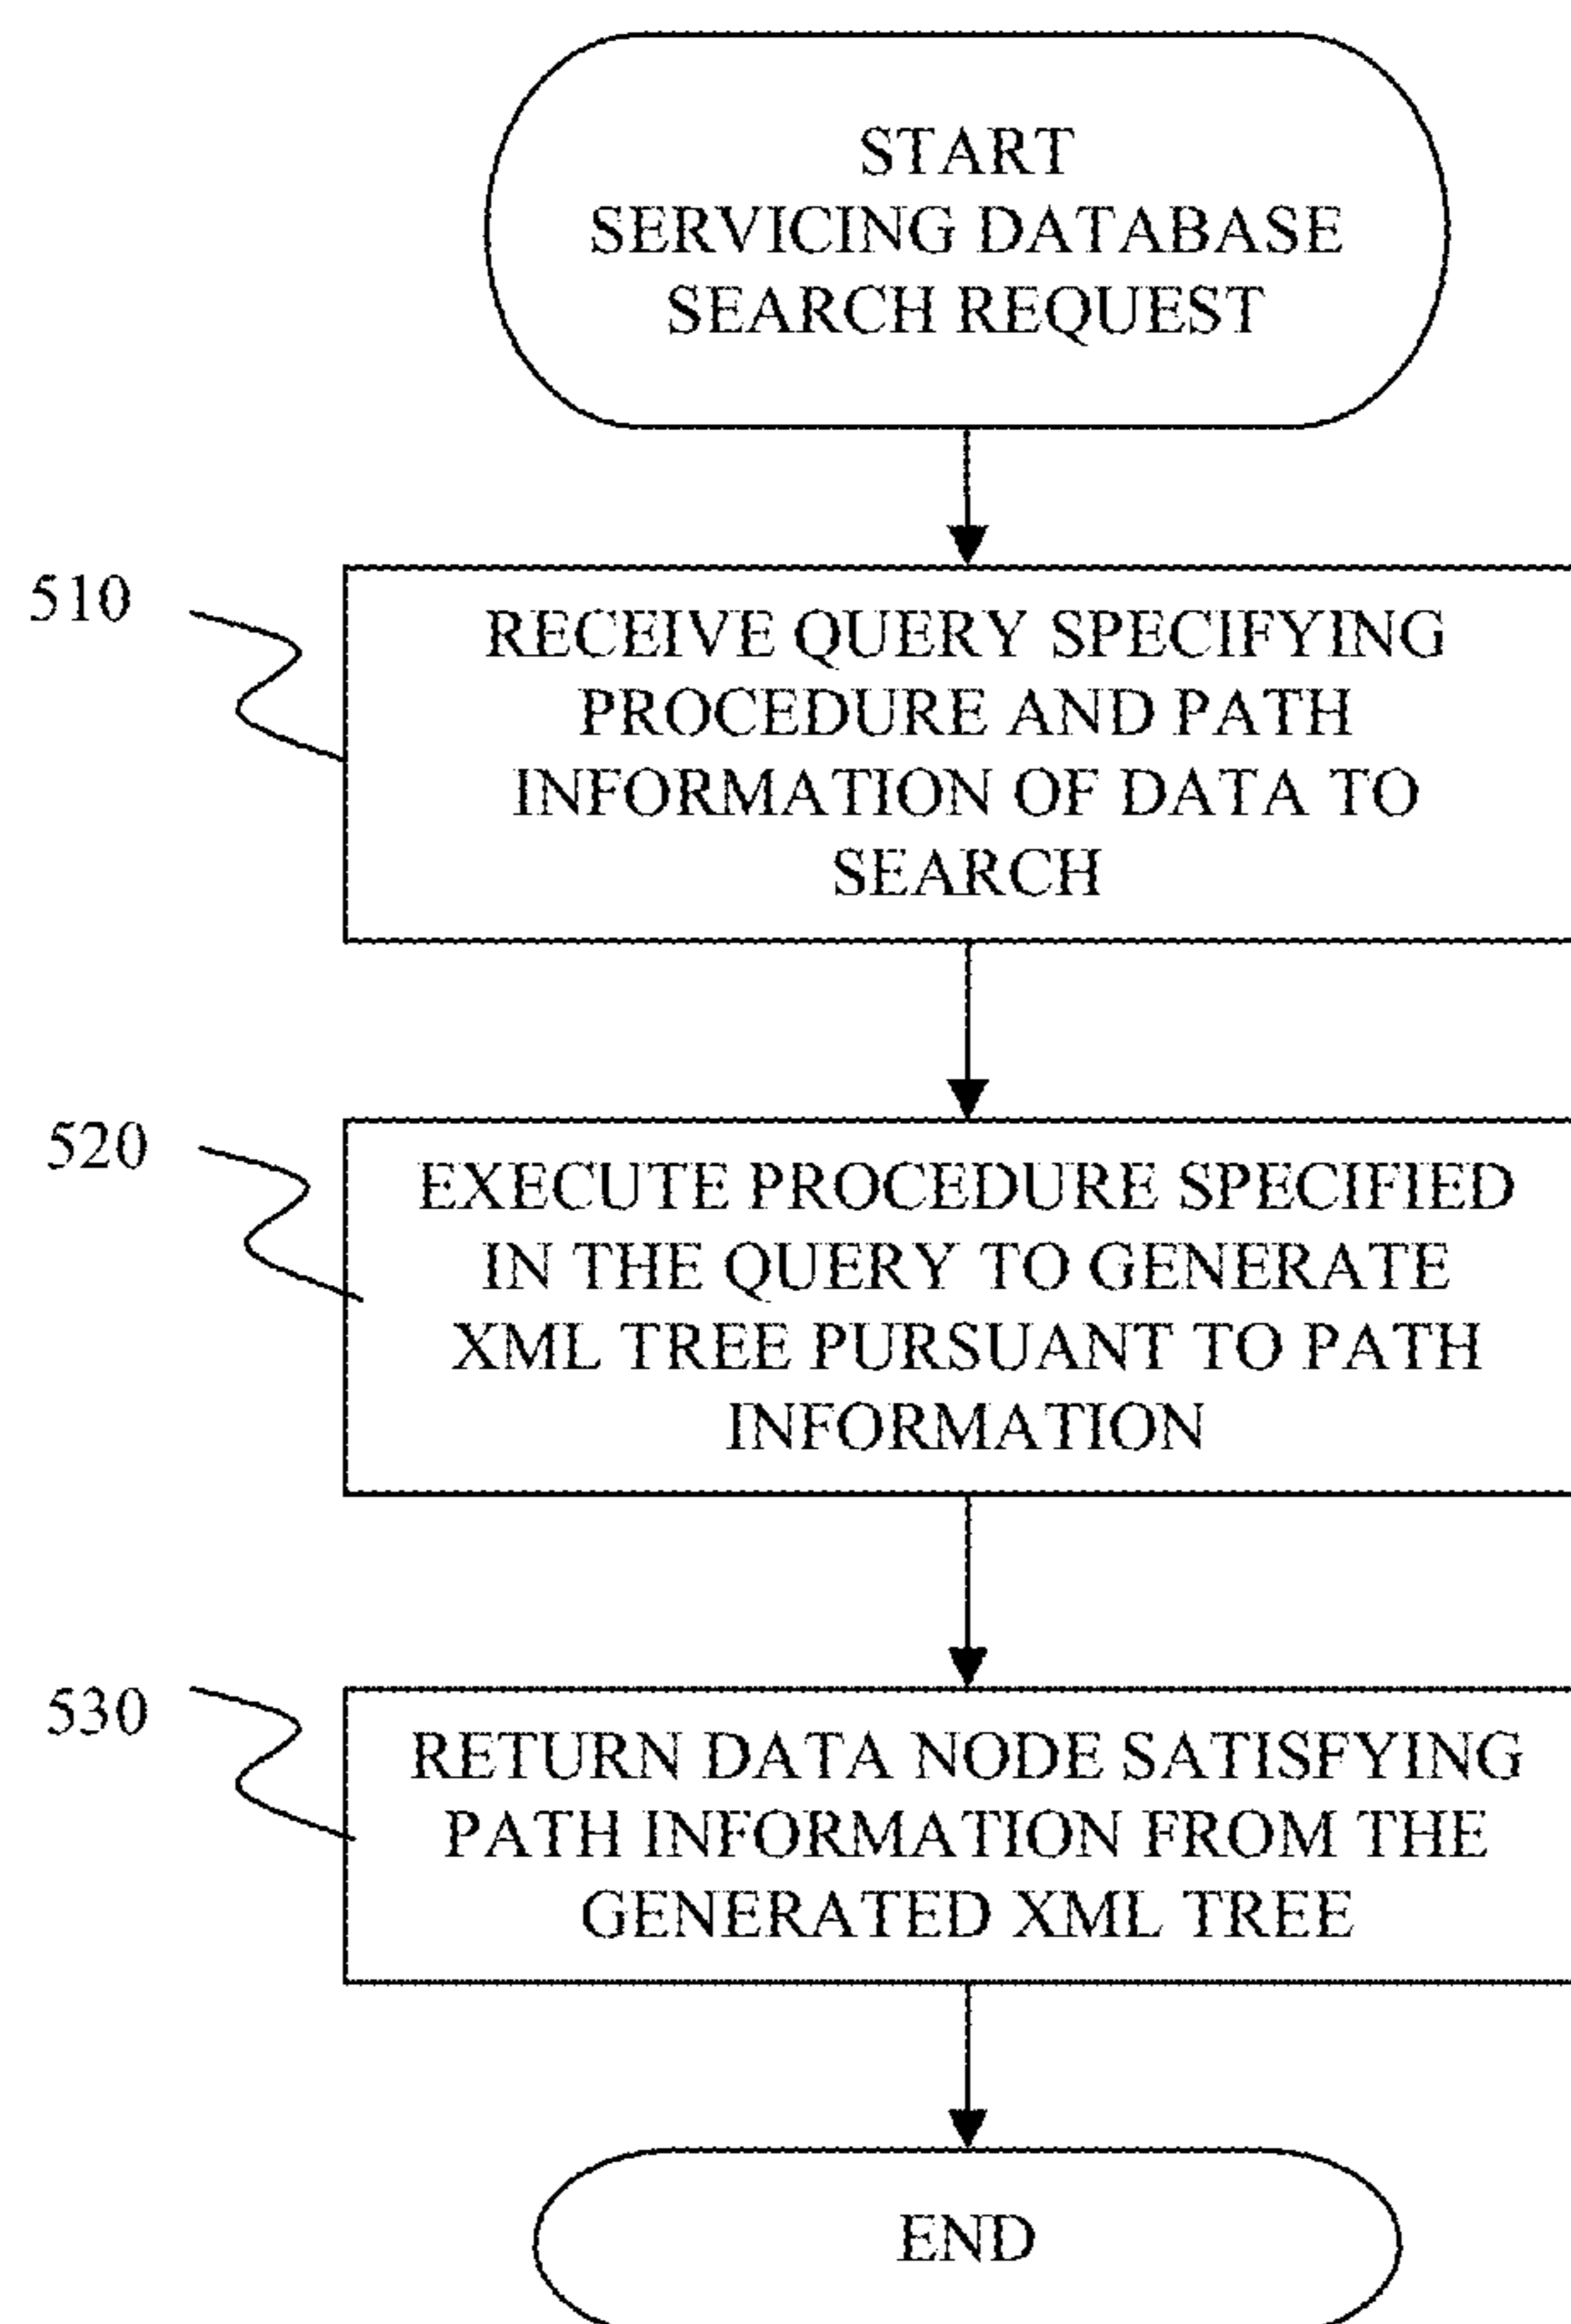 START
SERVICING DATABASE
SEARCH REQUEST
510
RECEIVE QUERY SPECIFYING
PROCEDURE AND PATH
INFORMATION OF DATA TO
SEARCH
520
EXECUTE PROCEDURE SPECIFIED
IN THE QUERY TO GENERATE
XML TREE PURSUANT TO PATH
INFORMATION
530
RETURN DATA NODE SATISFYING
PATH INFORMATION FROM THE
GENERATED XML TREE
END